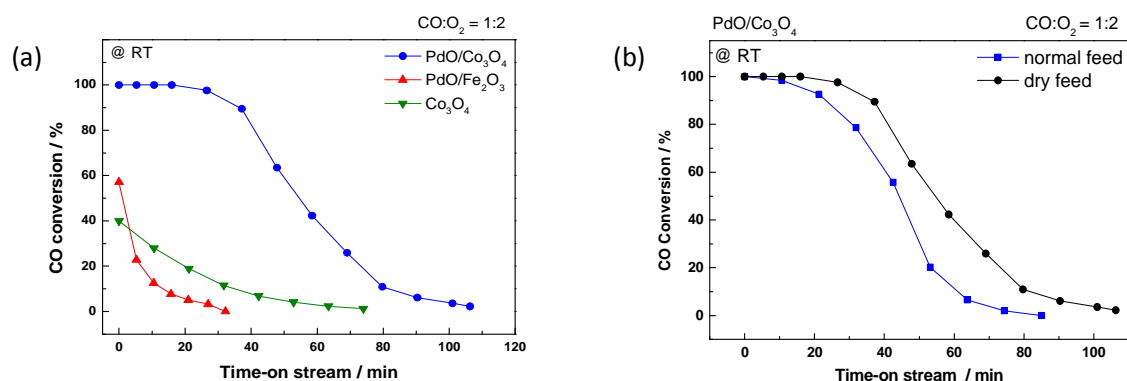 (a)
CO:O₂ = 1:2
@ RT
PdO/Co₃O₄
PdO/Fe₂O₃
Co₃O₄
CO conversion / %
100
80
60
40
20
0
0 20 40 60 80 100 120
Time-on stream / min
(b)
PdO/Co₃O₄ CO:O₂ = 1:2
@ RT
normal feed
dry feed
CO Conversion / %
100
80
60
40
20
0
0 20 40 60 80 100
Time-on stream / min